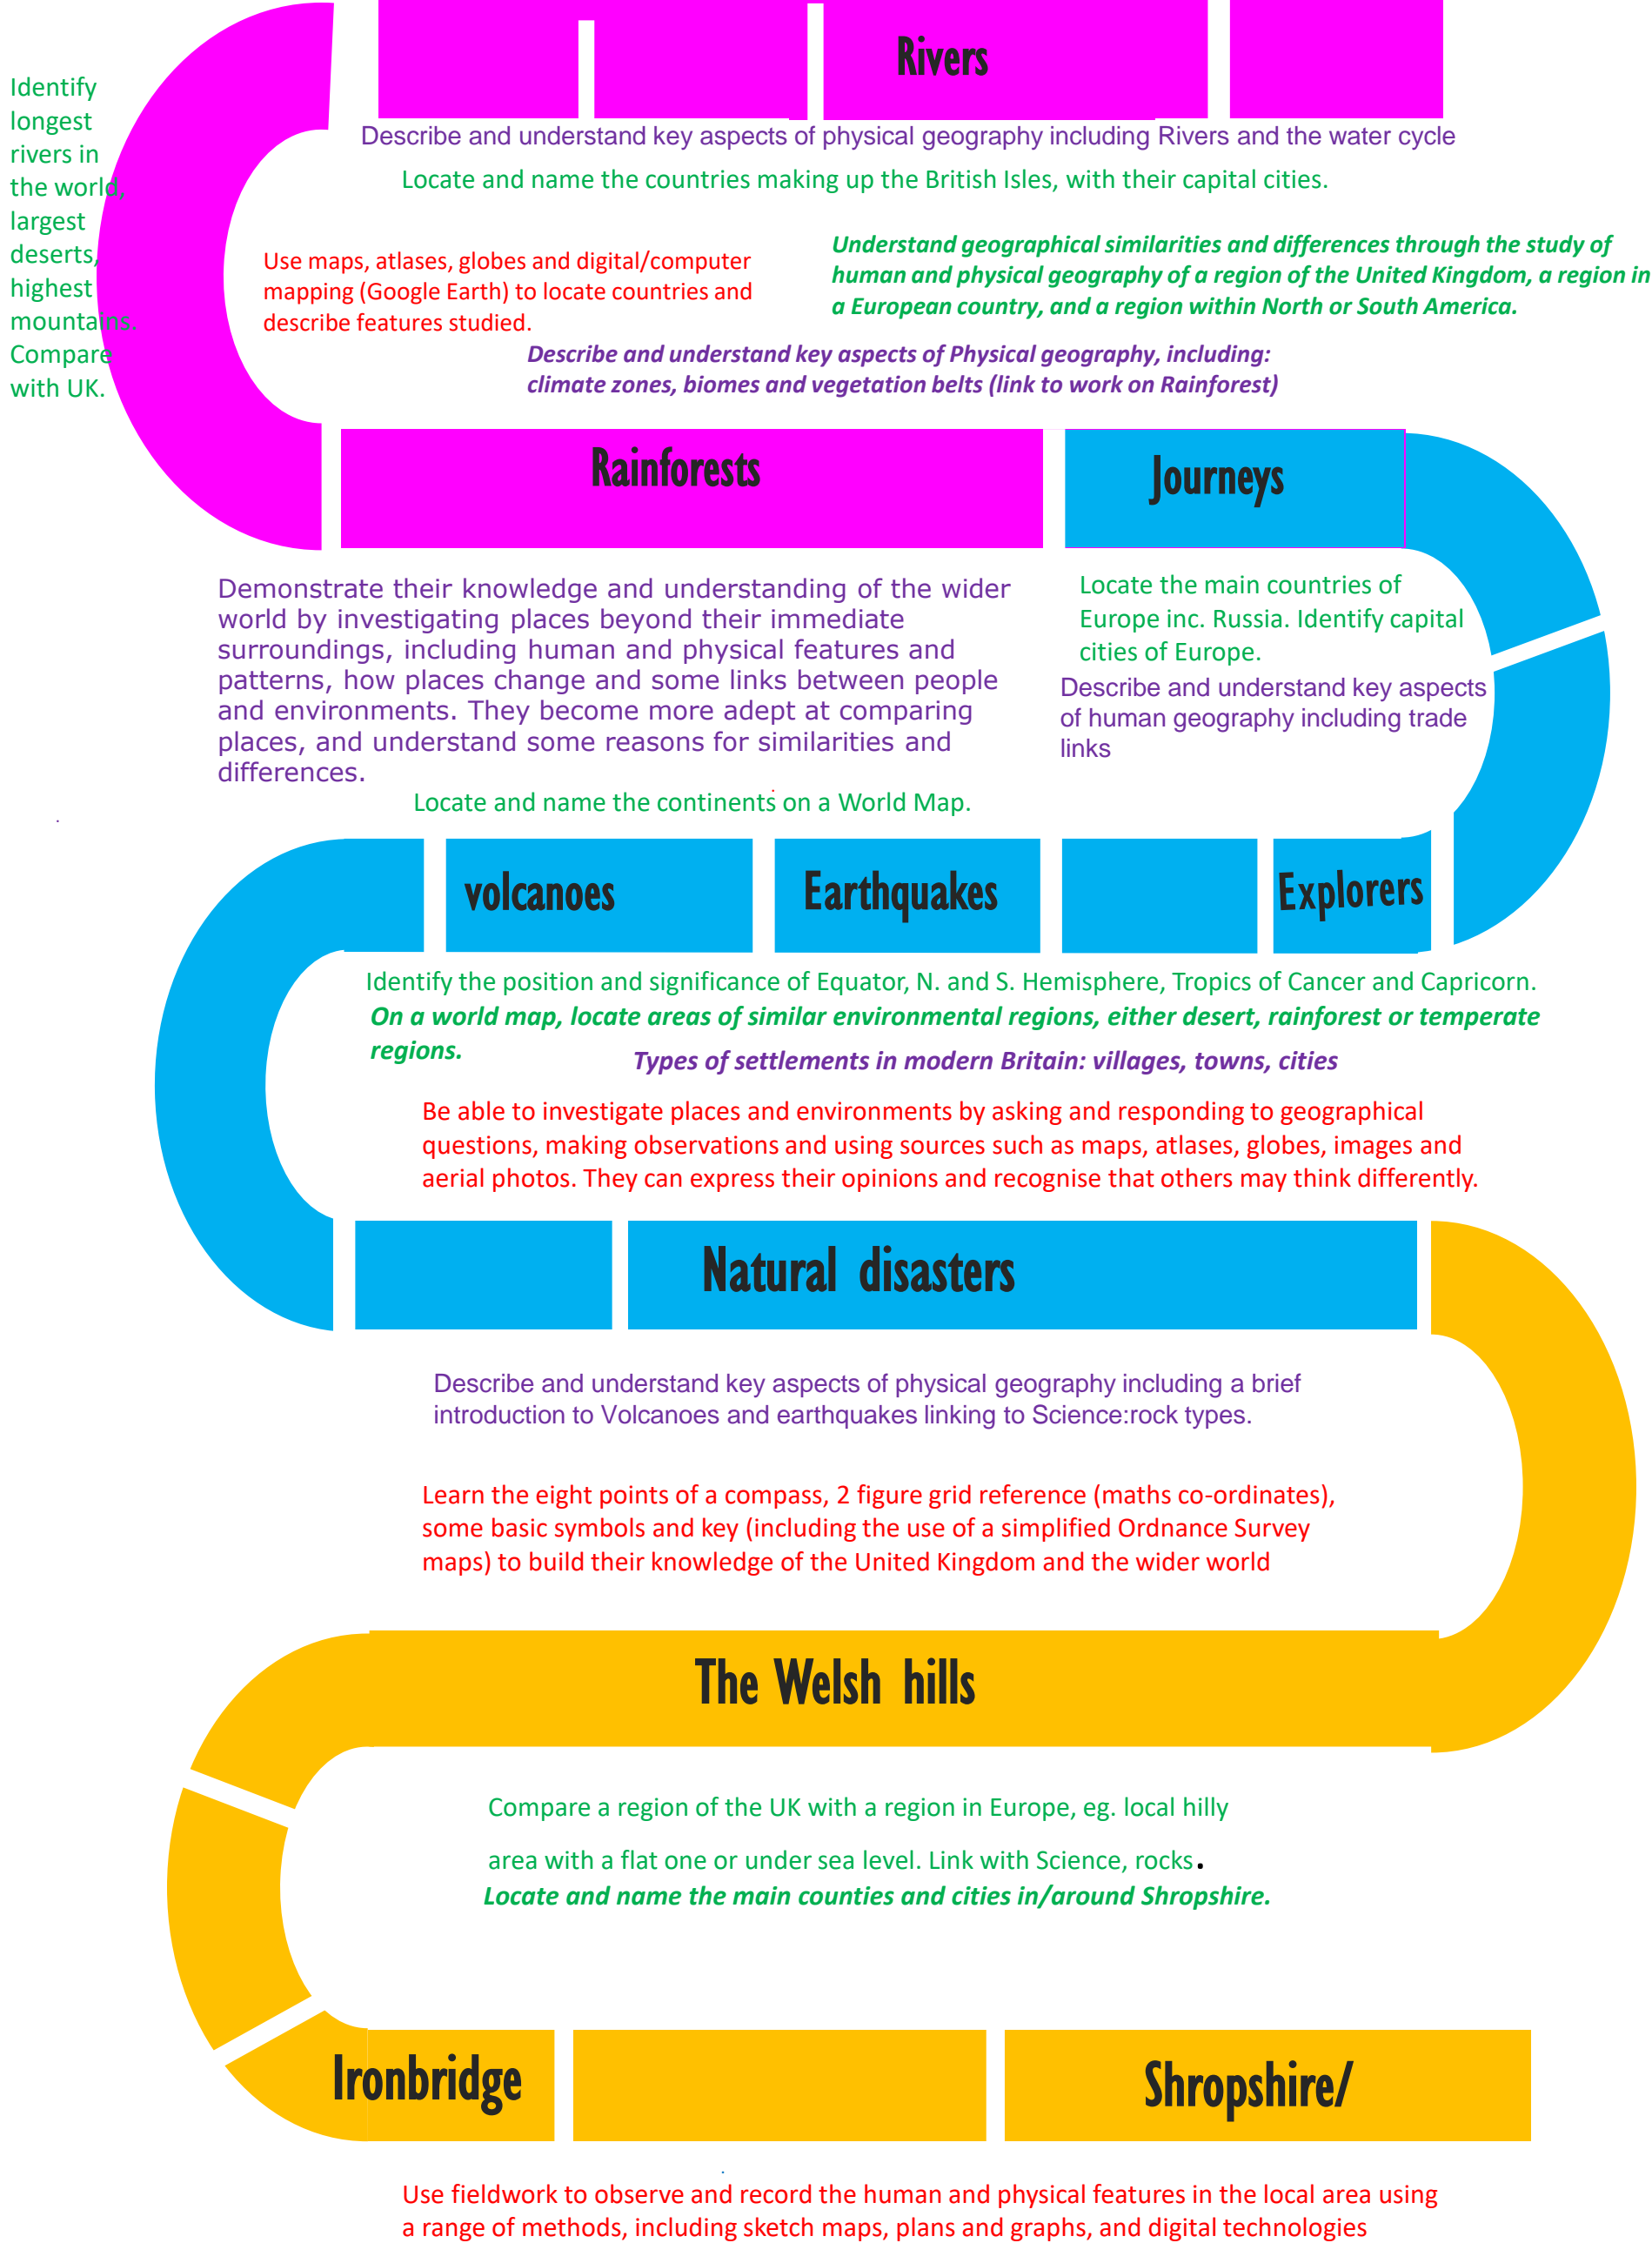 Rivers
Identify
longest
rivers in
the world,
largest
deserts,
highest
mountains.
Compare
with UK.
Describe and understand key aspects of physical geography including Rivers and the water cycle
Locate and name the countries making up the British Isles, with their capital cities.
Use maps, atlases, globes and digital/computer
mapping (Google Earth) to locate countries and
describe features studied.
Understand geographical similarities and differences through the study of
human and physical geography of a region of the United Kingdom, a region in
a European country, and a region within North or South America.
Describe and understand key aspects of Physical geography, including:
climate zones, biomes and vegetation belts (link to work on Rainforest)
Rainforests
Journeys
Demonstrate their knowledge and understanding of the wider
world by investigating places beyond their immediate
surroundings, including human and physical features and
patterns, how places change and some links between people
and environments. They become more adept at comparing
places, and understand some reasons for similarities and
differences.
Locate the main countries of
Europe inc. Russia. Identify capital
cities of Europe.
Describe and understand key aspects
of human geography including trade
links
Locate and name the continents on a World Map.
volcanoes
Earthquakes
Explorers
Identify the position and significance of Equator, N. and S. Hemisphere, Tropics of Cancer and Capricorn.
On a world map, locate areas of similar environmental regions, either desert, rainforest or temperate
regions.
Types of settlements in modern Britain: villages, towns, cities
Be able to investigate places and environments by asking and responding to geographical
questions, making observations and using sources such as maps, atlases, globes, images and
aerial photos. They can express their opinions and recognise that others may think differently.
Natural disasters
Describe and understand key aspects of physical geography including a brief
introduction to Volcanoes and earthquakes linking to Science:rock types.
Learn the eight points of a compass, 2 figure grid reference (maths co-ordinates),
some basic symbols and key (including the use of a simplified Ordnance Survey
maps) to build their knowledge of the United Kingdom and the wider world
The Welsh hills
Compare a region of the UK with a region in Europe, eg. local hilly
area with a flat one or under sea level. Link with Science, rocks.
Locate and name the main counties and cities in/around Shropshire.
Ironbridge
Shropshire/
Use fieldwork to observe and record the human and physical features in the local area using
a range of methods, including sketch maps, plans and graphs, and digital technologies